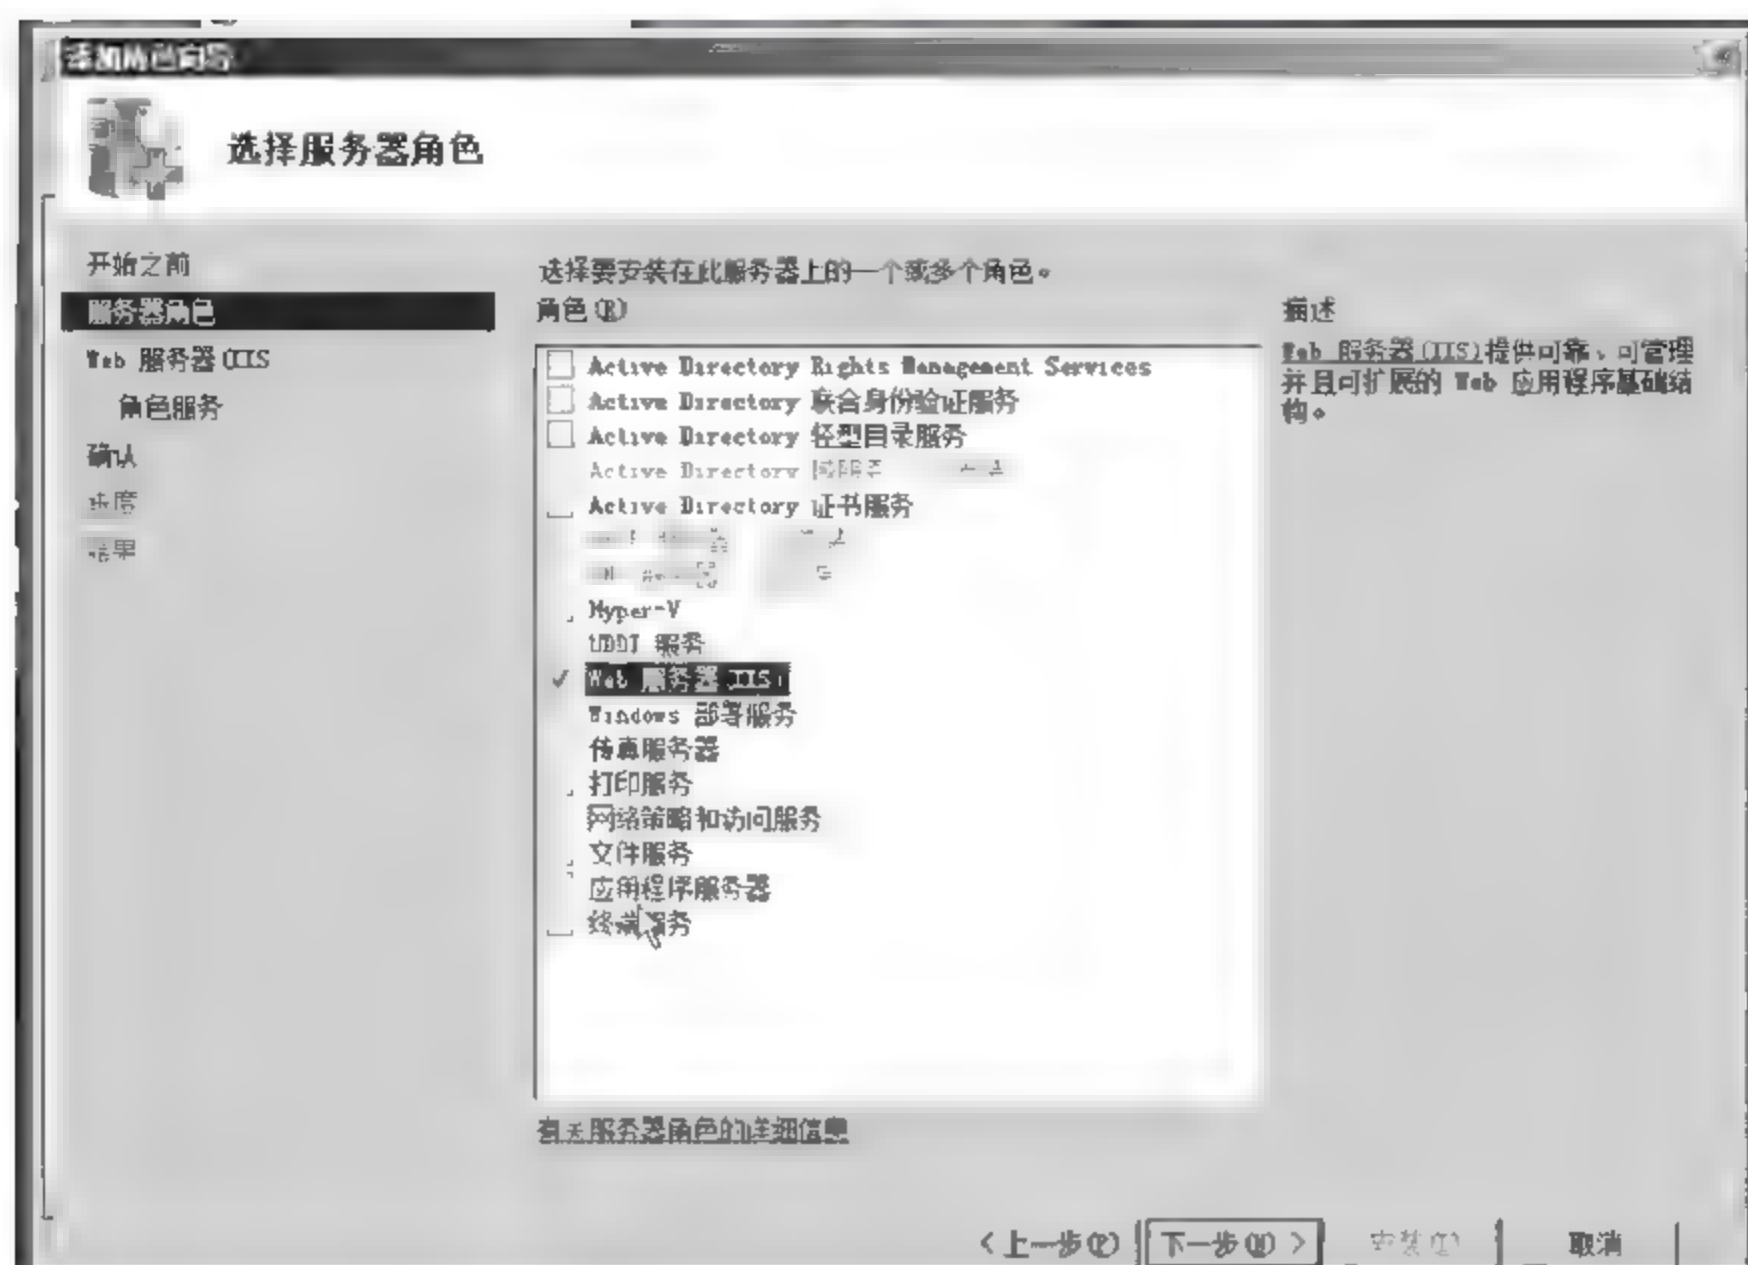 添加角色向导
选择服务器角色
开始之前
服务器角色
Web 服务器(IIS
角色服务
确认
进度
结果
选择要安装在此服务器上的一个或多个角色。
角色(R)
Active Directory Rights Management Services
Active Directory 联合身份验证服务
Active Directory 轻型目录服务
Active Directory
Active Directory 证书服务
Hyper-V
UDDI 服务
Web 服务器(IIS)
Windows 部署服务
传真服务器
打印服务
网络策略和访问服务
文件服务
应用程序服务器
终端服务
有关服务器角色的详细信息
描述
Web 服务器(IIS)提供可靠、可管理
并且可扩展的 Web 应用程序基础结
构。
< 上一步(P)
下一步(N) >
安装(I)
取消